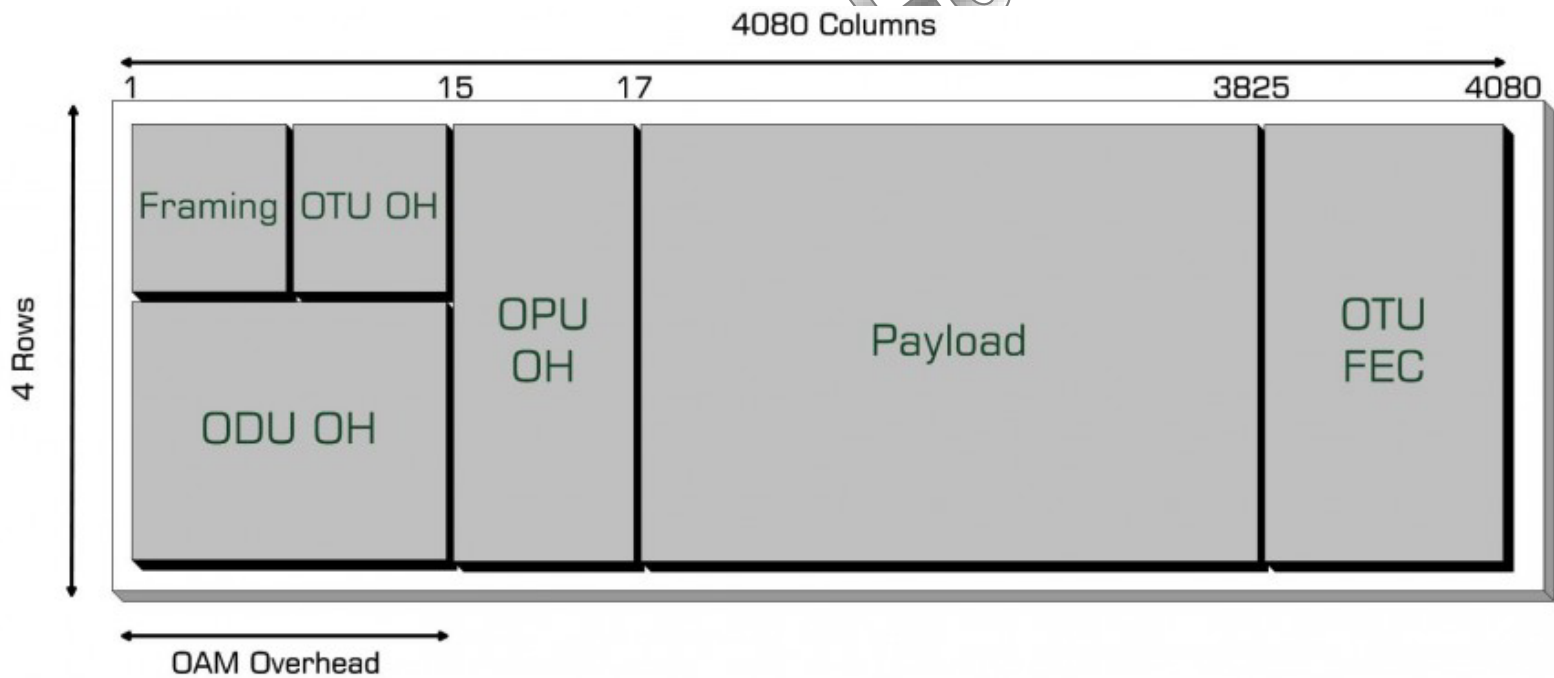 4080 Columns
1 15 17 3825 4080
Framing OTU OH
OPU
OH
Payload
OTU
FEC
ODU OH
4 Rows
OAM Overhead